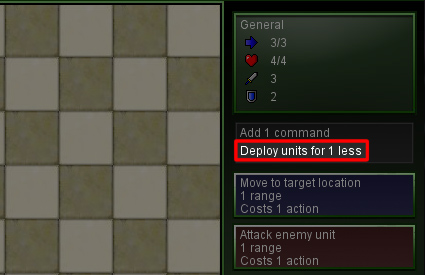 General
3/3
4/4
3
2
Add 1 command
Deploy units for 1 less
Move to target location
1 range
Costs 1 action
Attack enemy unit
1 range
Costs 1 action